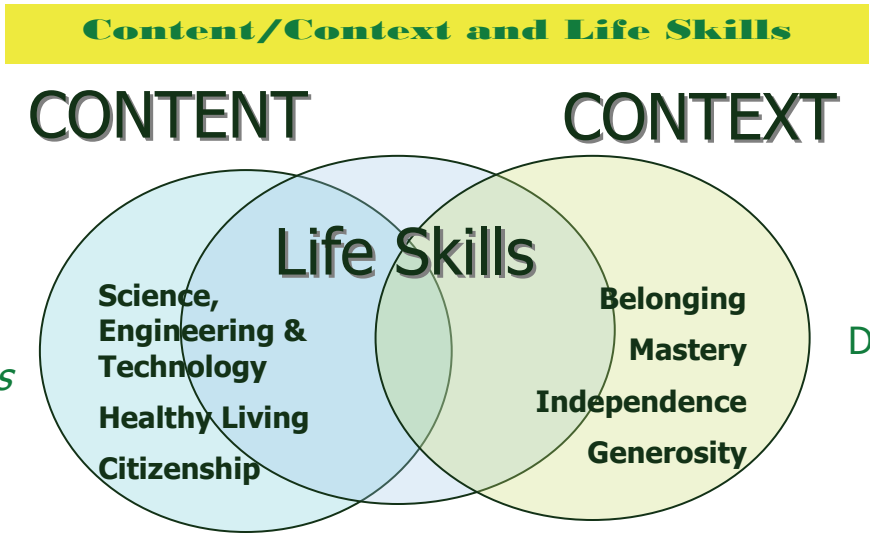 Content/Context and Life Skills
CONTENT
CONTEXT
Life Skills
Science,
Engineering &
Technology
Healthy Living
Citizenship
Belonging
Mastery
Independence
Generosity
s
D